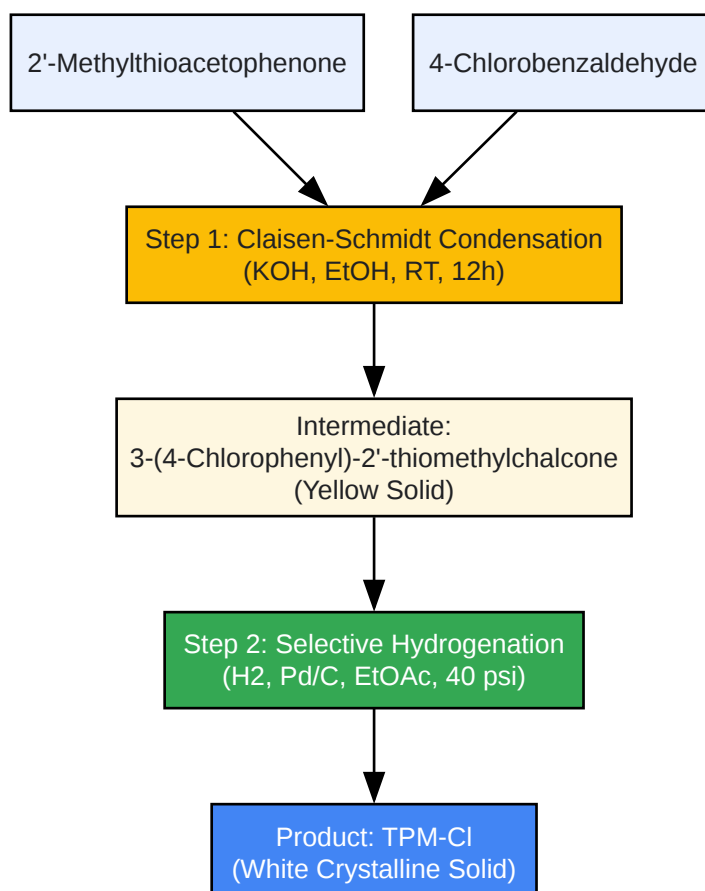 2'-Methylthioacetophenone
4-Chlorobenzaldehyde
Step 1: Claisen-Schmidt Condensation
(KOH, EtOH, RT, 12h)
Intermediate:
3-(4-Chlorophenyl)-2'-thiomethylchalcone
(Yellow Solid)
Step 2: Selective Hydrogenation
(H2, Pd/C, EtOAc, 40 psi)
Product: TPM-Cl
(White Crystalline Solid)